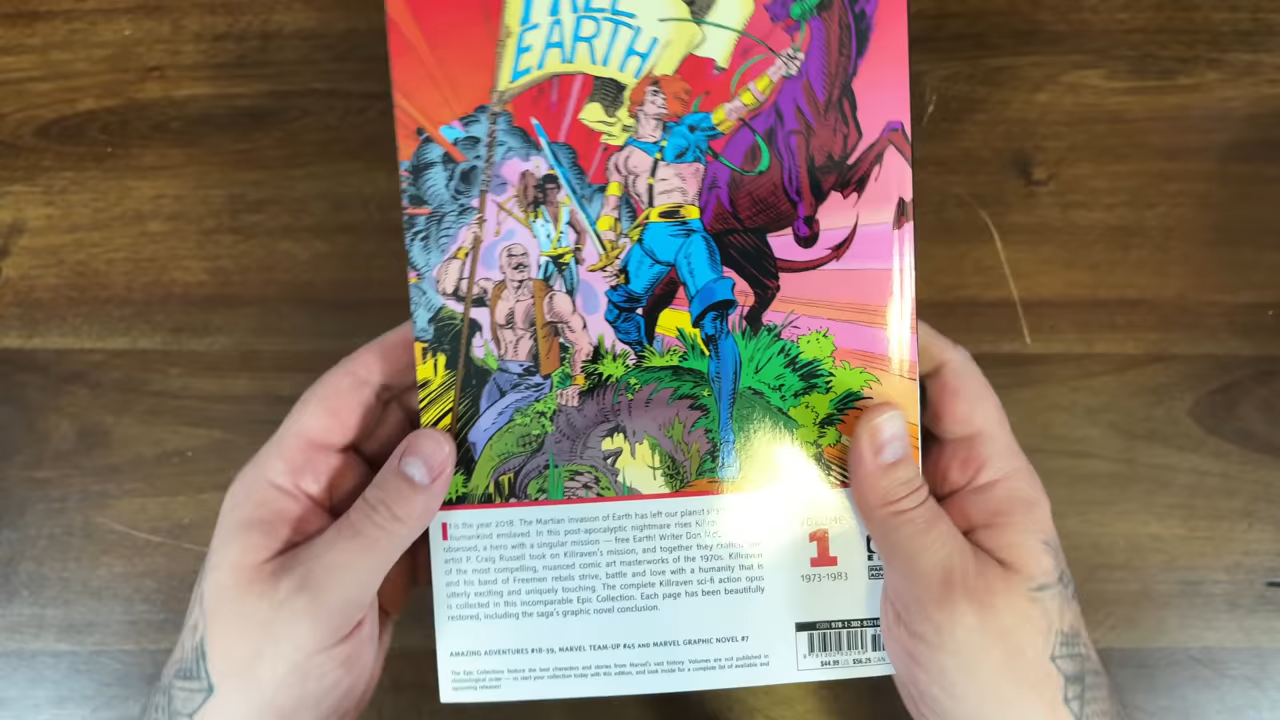 FREE
EARTH
It is the year 2018. The Martian invasion of Earth has left our planet
humankind enslaved. In this post-apocalyptic nightmare rises
obsessed, a hero with a singular mission — free Earth! Writer Don
artist P. Craig Russell took on Killraven's mission, and together they crafted
of the most compelling, nuanced comic art masterworks of the 1970s. Killraven
and his band of Freemen rebels strive, battle and love with a humanity that is
utterly exciting and uniquely touching. The complete Killraven sci-fi action opus
is collected in this incomparable Epic Collection. Each page has been beautifully
restored, including the saga's graphic novel conclusion.
AMAZING ADVENTURES #18-39, MARVEL TEAM-UP #45 AND MARVEL GRAPHIC NOVEL #7
The Epic Collections feature the best characters and stories from Marvel's vast history. Volumes are not published in
chronological order — so start your collection today with this edition, and look inside for a complete list of available and
upcoming releases!
VOLUME
1
1973-1983
ISBN 978-1-302-9321
9 781302 932169
$44.99 US $56.25 CAN